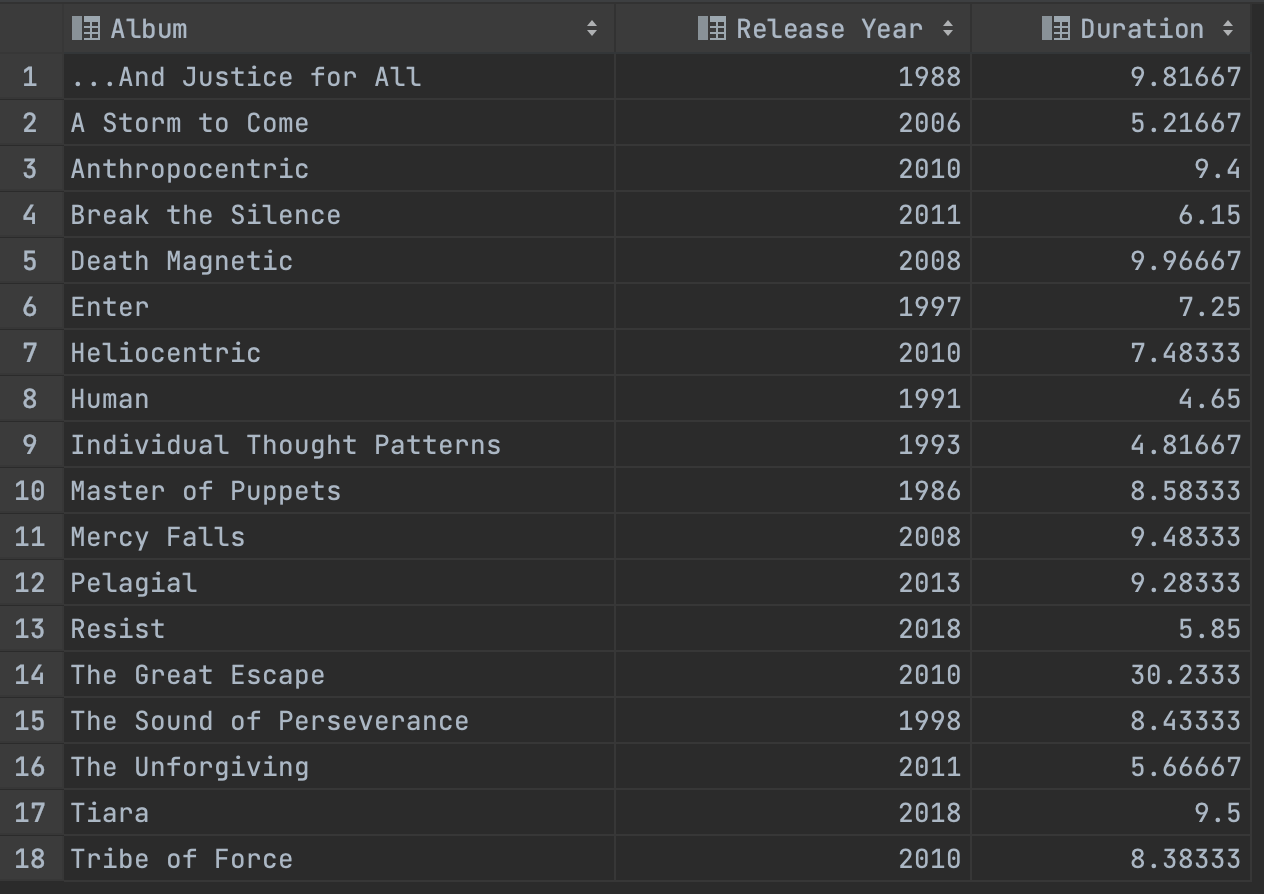 Album Release Year Duration
1 ...And Justice for All 1988 9.81667
2 A Storm to Come 2006 5.21667
3 Anthropocentric 2010 9.4
4 Break the Silence 2011 6.15
5 Death Magnetic 2008 9.96667
6 Enter 1997 7.25
7 Heliocentric 2010 7.48333
8 Human 1991 4.65
9 Individual Thought Patterns 1993 4.81667
10 Master of Puppets 1986 8.58333
11 Mercy Falls 2008 9.48333
12 Pelagial 2013 9.28333
13 Resist 2018 5.85
14 The Great Escape 2010 30.2333
15 The Sound of Perseverance 1998 8.43333
16 The Unforgiving 2011 5.66667
17 Tiara 2018 9.5
18 Tribe of Force 2010 8.38333